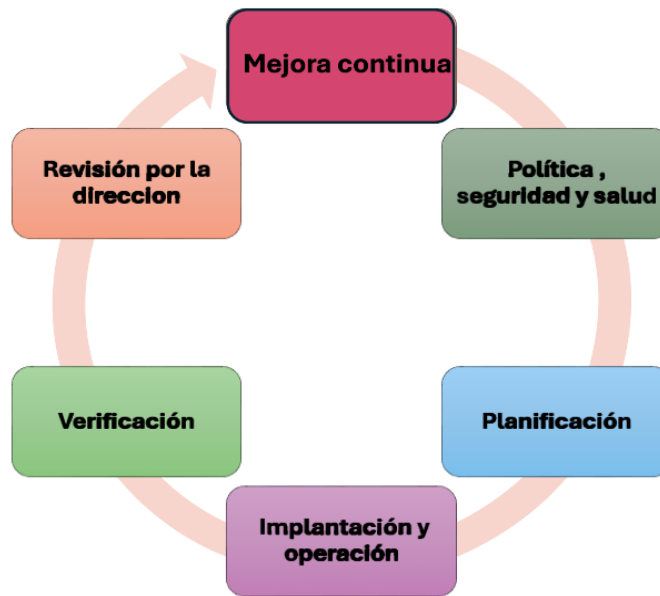 Mejora continua
Política ,
seguridad y salud
Planificación
Implantación y
operación
Verificación
Revisión por la
direccion